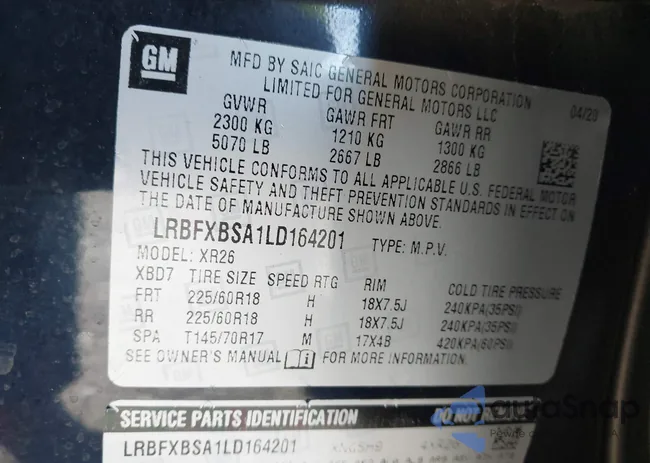 GM
MFD BY SAIC GENERAL MOTORS CORPORATION
LIMITED FOR GENERAL MOTORS LLC
04/20
GVWR GAWR FRT GAWR RR
2300 KG 1210 KG 1300 KG
5070 LB 2667 LB 2866 LB
THIS VEHICLE CONFORMS TO ALL APPLICABLE U.S. FEDERAL MOTOR
VEHICLE SAFETY AND THEFT PREVENTION STANDARDS IN EFFECT ON
THE DATE OF MANUFACTURE SHOWN ABOVE.
LRBFXBSA1LD164201 TYPE: M.P.V.
MODEL: XR26
XBD7 TIRE SIZE SPEED RTG RIM COLD TIRE PRESSURE
FRT 225/60R18 H 18X7.5J 240KPA(35PSI)
RR 225/60R18 H 18X7.5J 240KPA(35PSI)
SPA T145/70R17 M 17X4B 420KPA(60PSI)
SEE OWNER'S MANUAL FOR MORE INFORMATION
SERVICE PARTS IDENTIFICATION DO NOT
LRBFXBSA1LD164201